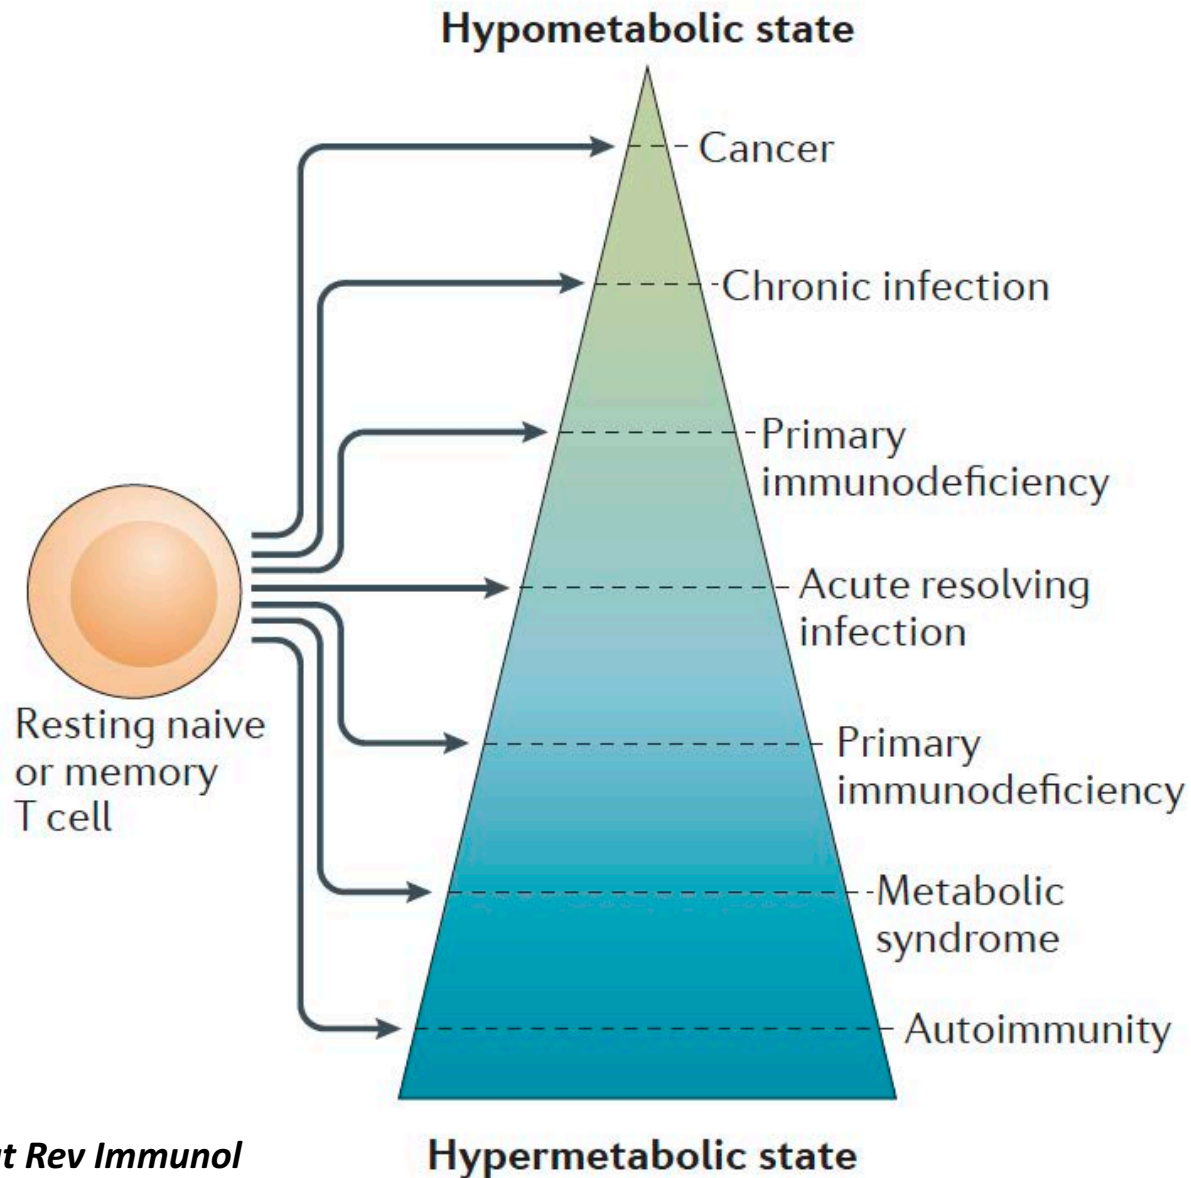 Hypometabolic state
Cancer
Chronic infection
Primary
immunodeficiency
Acute resolving
infection
Resting naive
or memory
T cell
Primary
immunodeficiency
Metabolic
syndrome
Autoimmunity
Rev Immunol
Hypermetabolic state